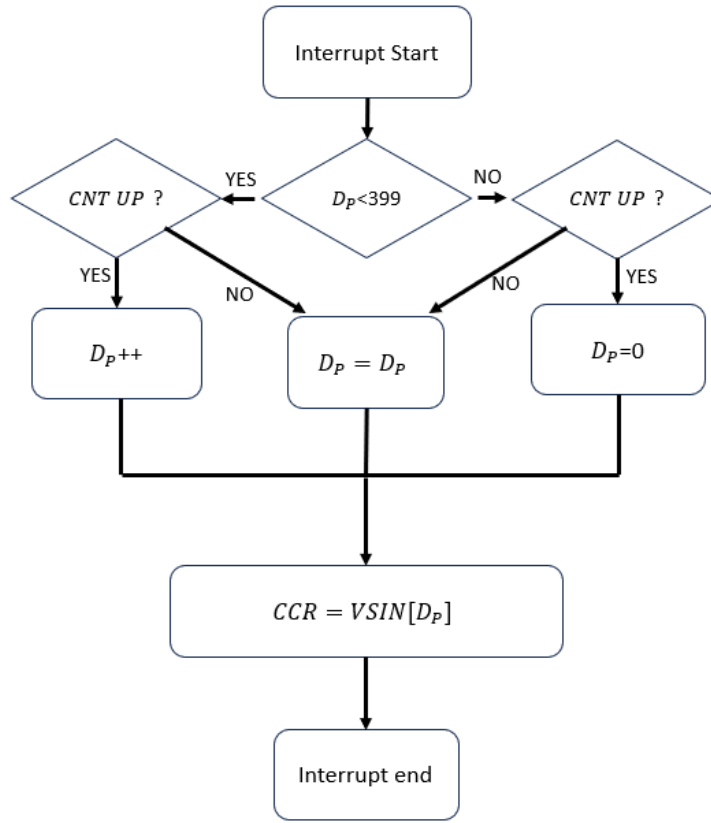 Interrupt Start
YES
NO
CNT UP ?
D_P<399
CNT UP ?
YES
NO
NO
YES
D_P++
D_P = D_P
D_P=0
CCR = VSIN[D_P]
Interrupt end